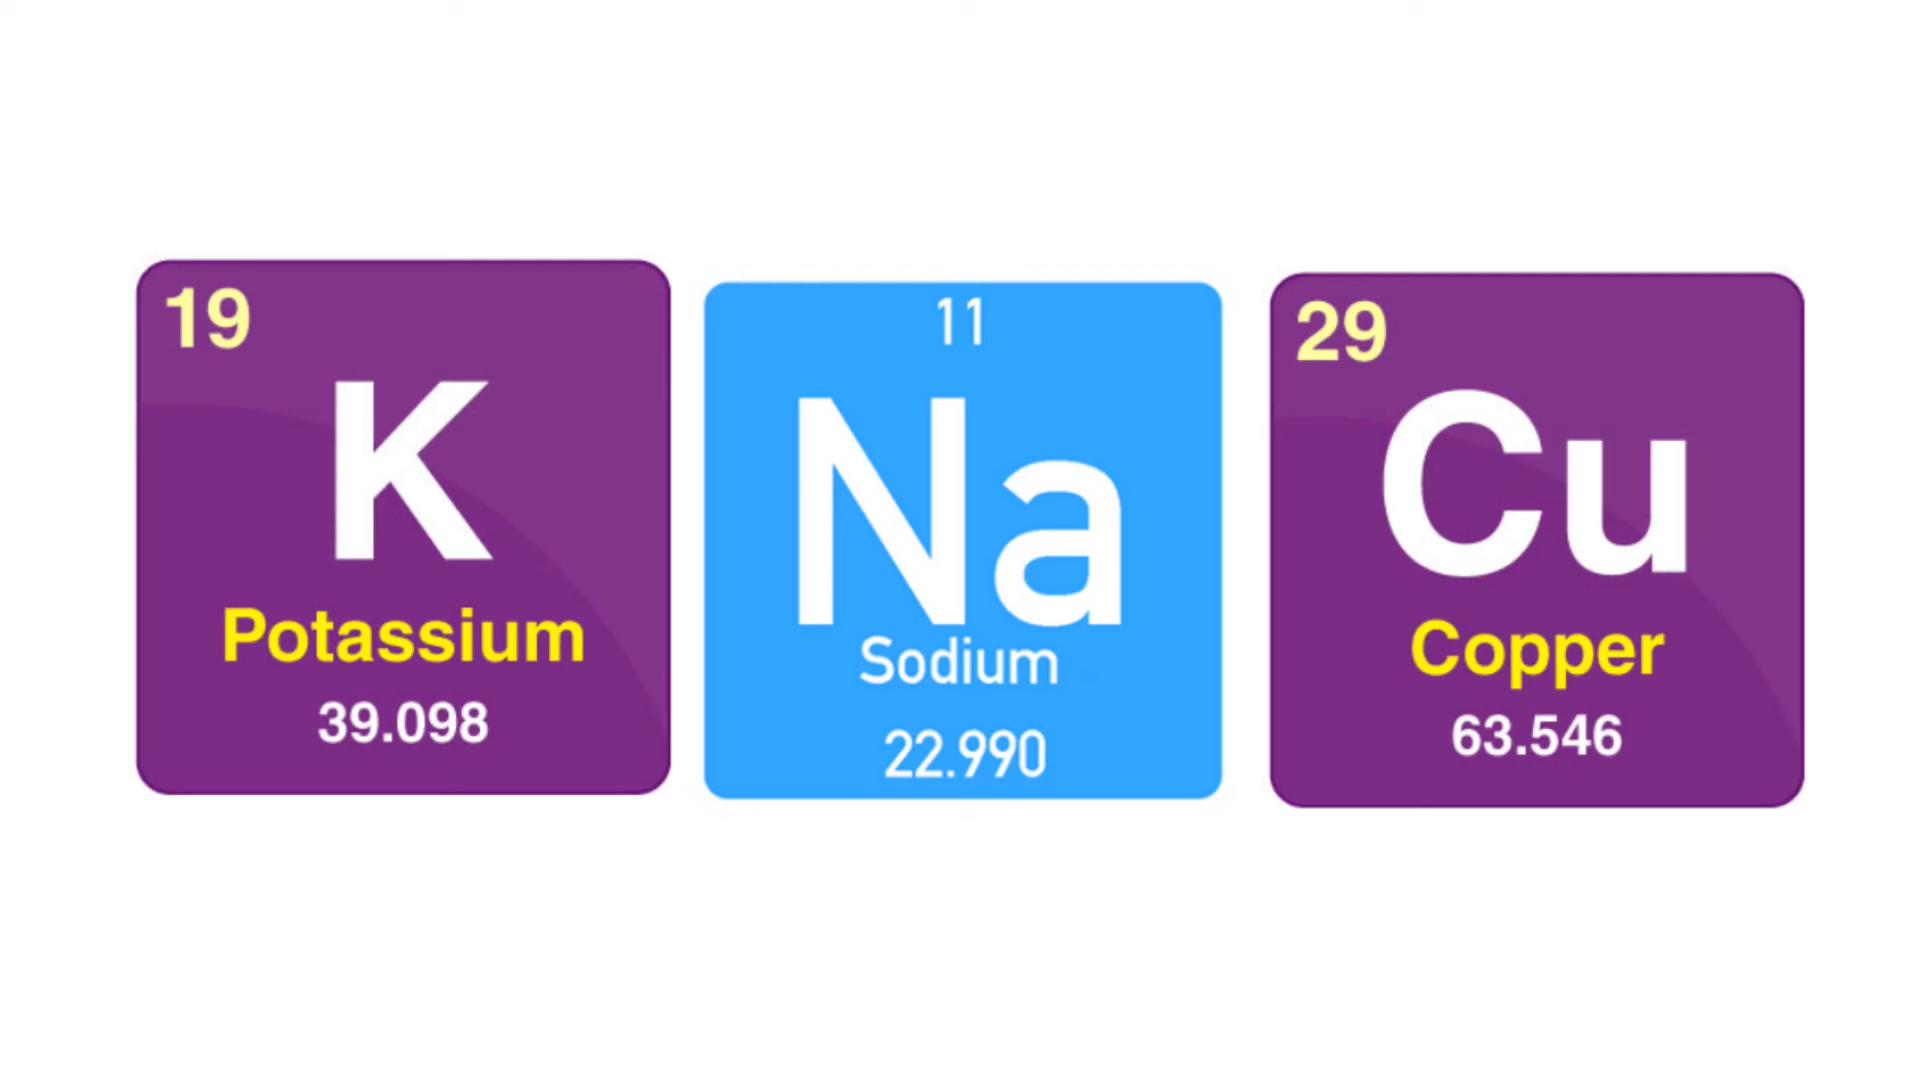 19
K
Potassium
39.098
11
Na
Sodium
22.990
29
Cu
Copper
63.546